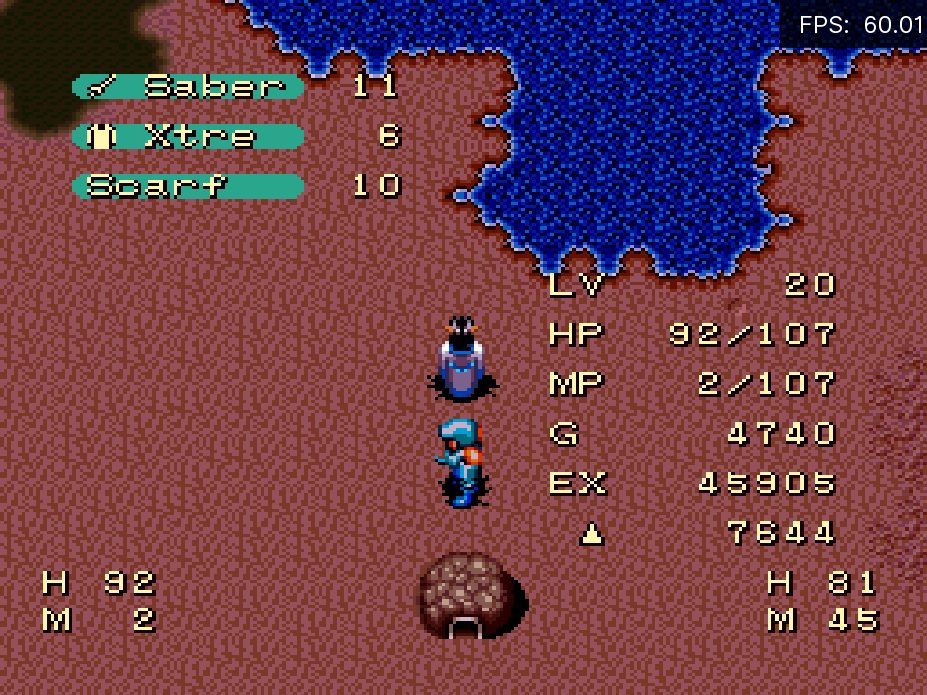 FPS: 60.01
Saber 11
Xtre 6
Scarf 10
LV 20
HP 92/107
MP 2/107
G 4740
EX 45905
▲ 7644
H 92
M 2
H 81
M 45